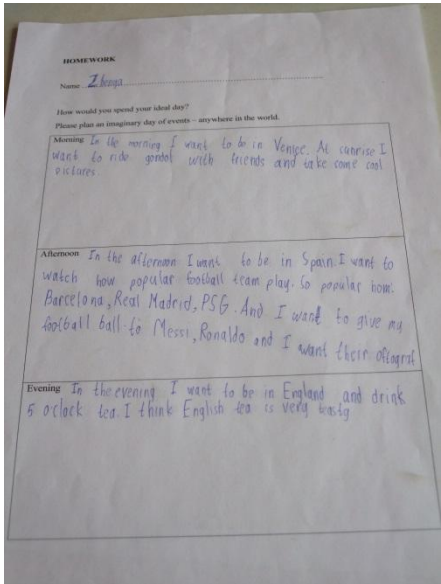 HOMEWORK
Name Zbenya
How would you spend your ideal day?
Please plan an imaginary day of events – anywhere in the world.
Morning In the morning I want to be in Venice. At sunrise I
want to ride gondol with friends and take some cool
pictures.
Afternoon In the afternoon I want to be in Spain. I want to
watch how popular football team play. So popular
Barcelona, Real Madrid, PSG. And I want to give my
football ball to Messi, Ronaldo and I want their oftogrst
Evening In the evening I want to be in England and drink
5 o'clock tea. I think English tea is very teasty